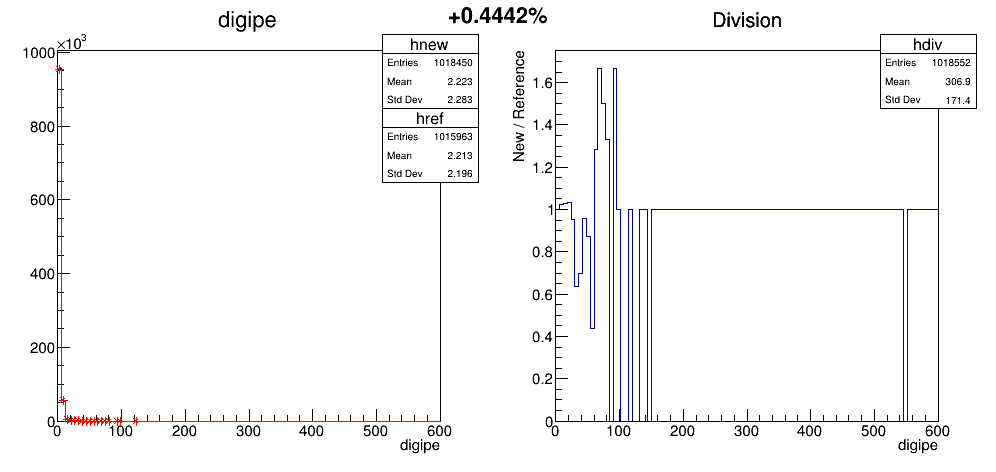 +0.4442%
digipe
×10³
1000
800
600
400
200
0
0 100 200 300 400 500 600
digipe
hnew
Entries 1018450
Mean 2.223
Std Dev 2.283
href
Entries 1015963
Mean 2.213
Std Dev 2.196
Division
New / Reference
1.6
1.4
1.2
1
0.8
0.6
0.4
0.2
0
0 100 200 300 400 500 600
digipe
hdiv
Entries 1018552
Mean 306.9
Std Dev 171.4